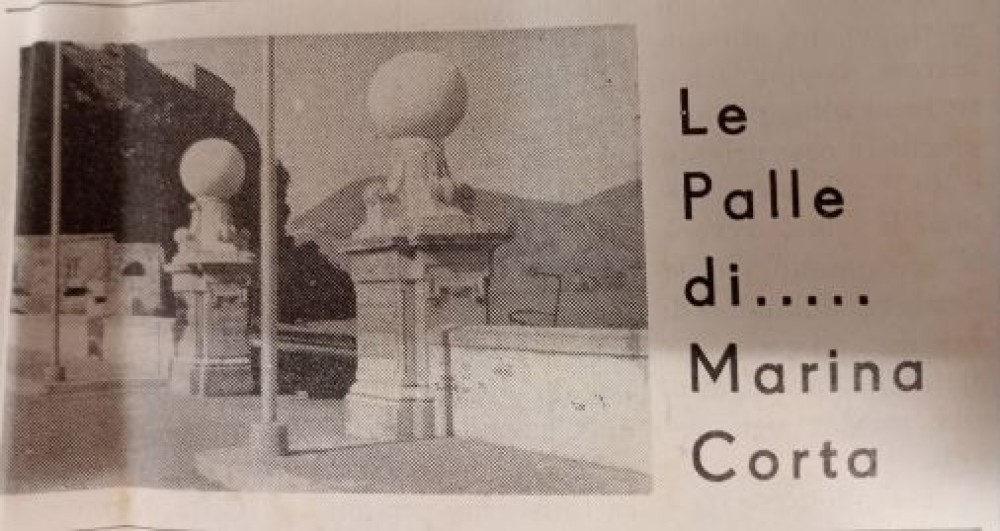 Le
Palle
di.....
Marina
Corta